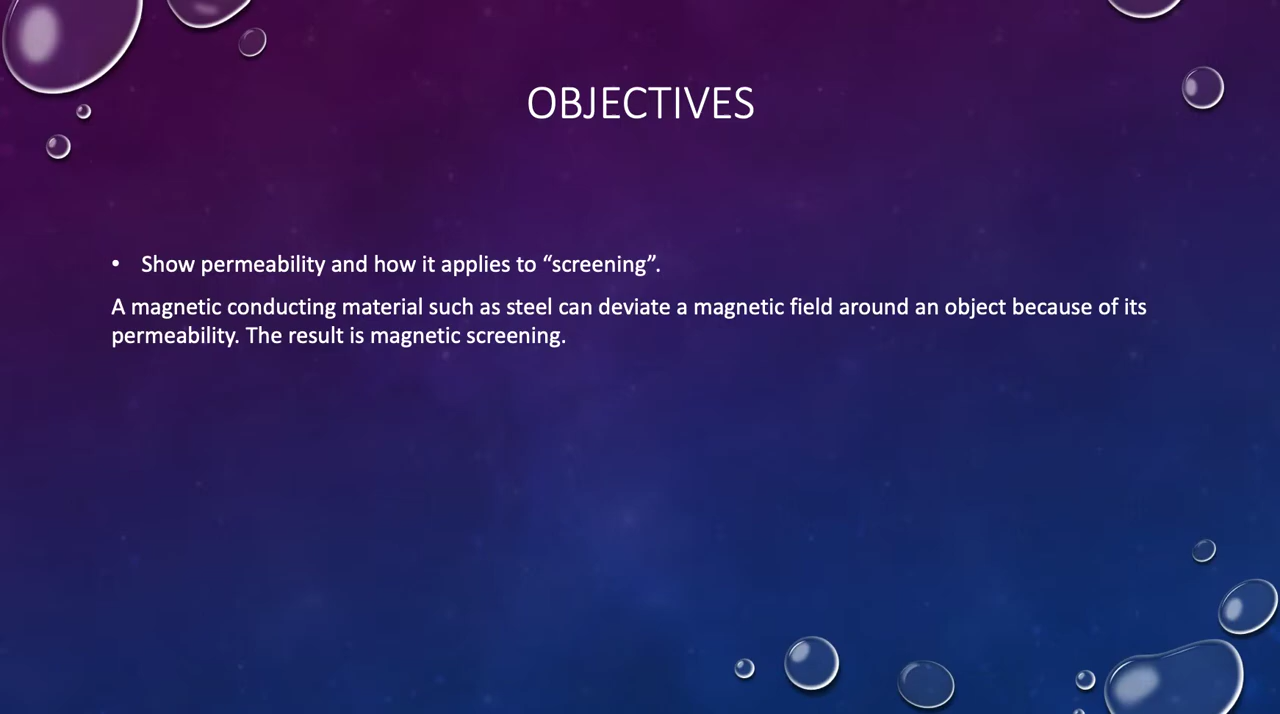 OBJECTIVES
• Show permeability and how it applies to “screening”.
A magnetic conducting material such as steel can deviate a magnetic field around an object because of its
permeability. The result is magnetic screening.